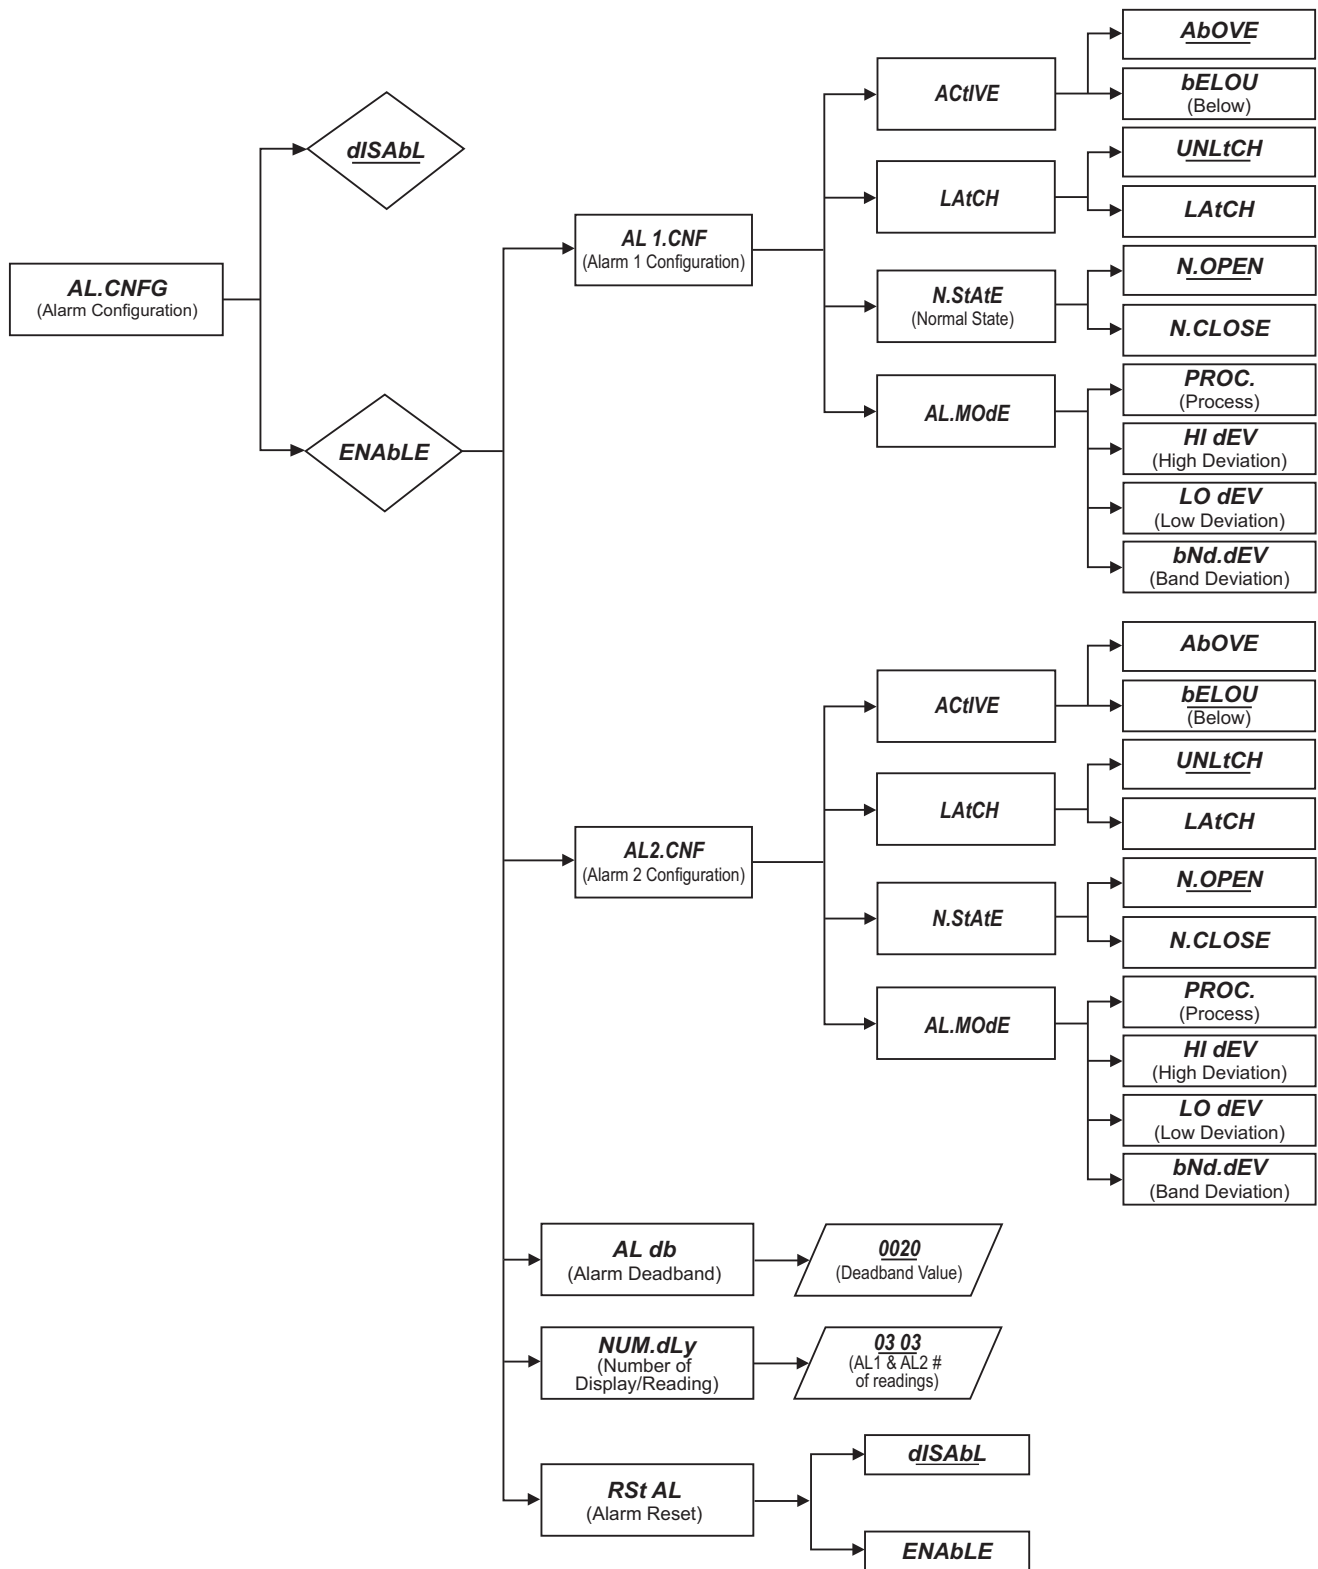 AL.CNFG
(Alarm Configuration)
dISAbL
ENAbLE
AL 1.CNF
(Alarm 1 Configuration)
ACtIVE
AbOVE
bELOU
(Below)
LAtCH
UNLtCH
LAtCH
N.StAtE
(Normal State)
N.OPEN
N.CLOSE
AL.MOdE
PROC.
(Process)
HI dEV
(High Deviation)
LO dEV
(Low Deviation)
bNd.dEV
(Band Deviation)
AL2.CNF
(Alarm 2 Configuration)
ACtIVE
AbOVE
bELOU
(Below)
LAtCH
UNLtCH
LAtCH
N.StAtE
N.OPEN
N.CLOSE
AL.MOdE
PROC.
(Process)
HI dEV
(High Deviation)
LO dEV
(Low Deviation)
bNd.dEV
(Band Deviation)
AL db
(Alarm Deadband)
0020
(Deadband Value)
NUM.dLy
(Number of
Display/Reading)
03 03
(AL1 & AL2 #
of readings)
RSt AL
(Alarm Reset)
dISAbL
ENAbLE